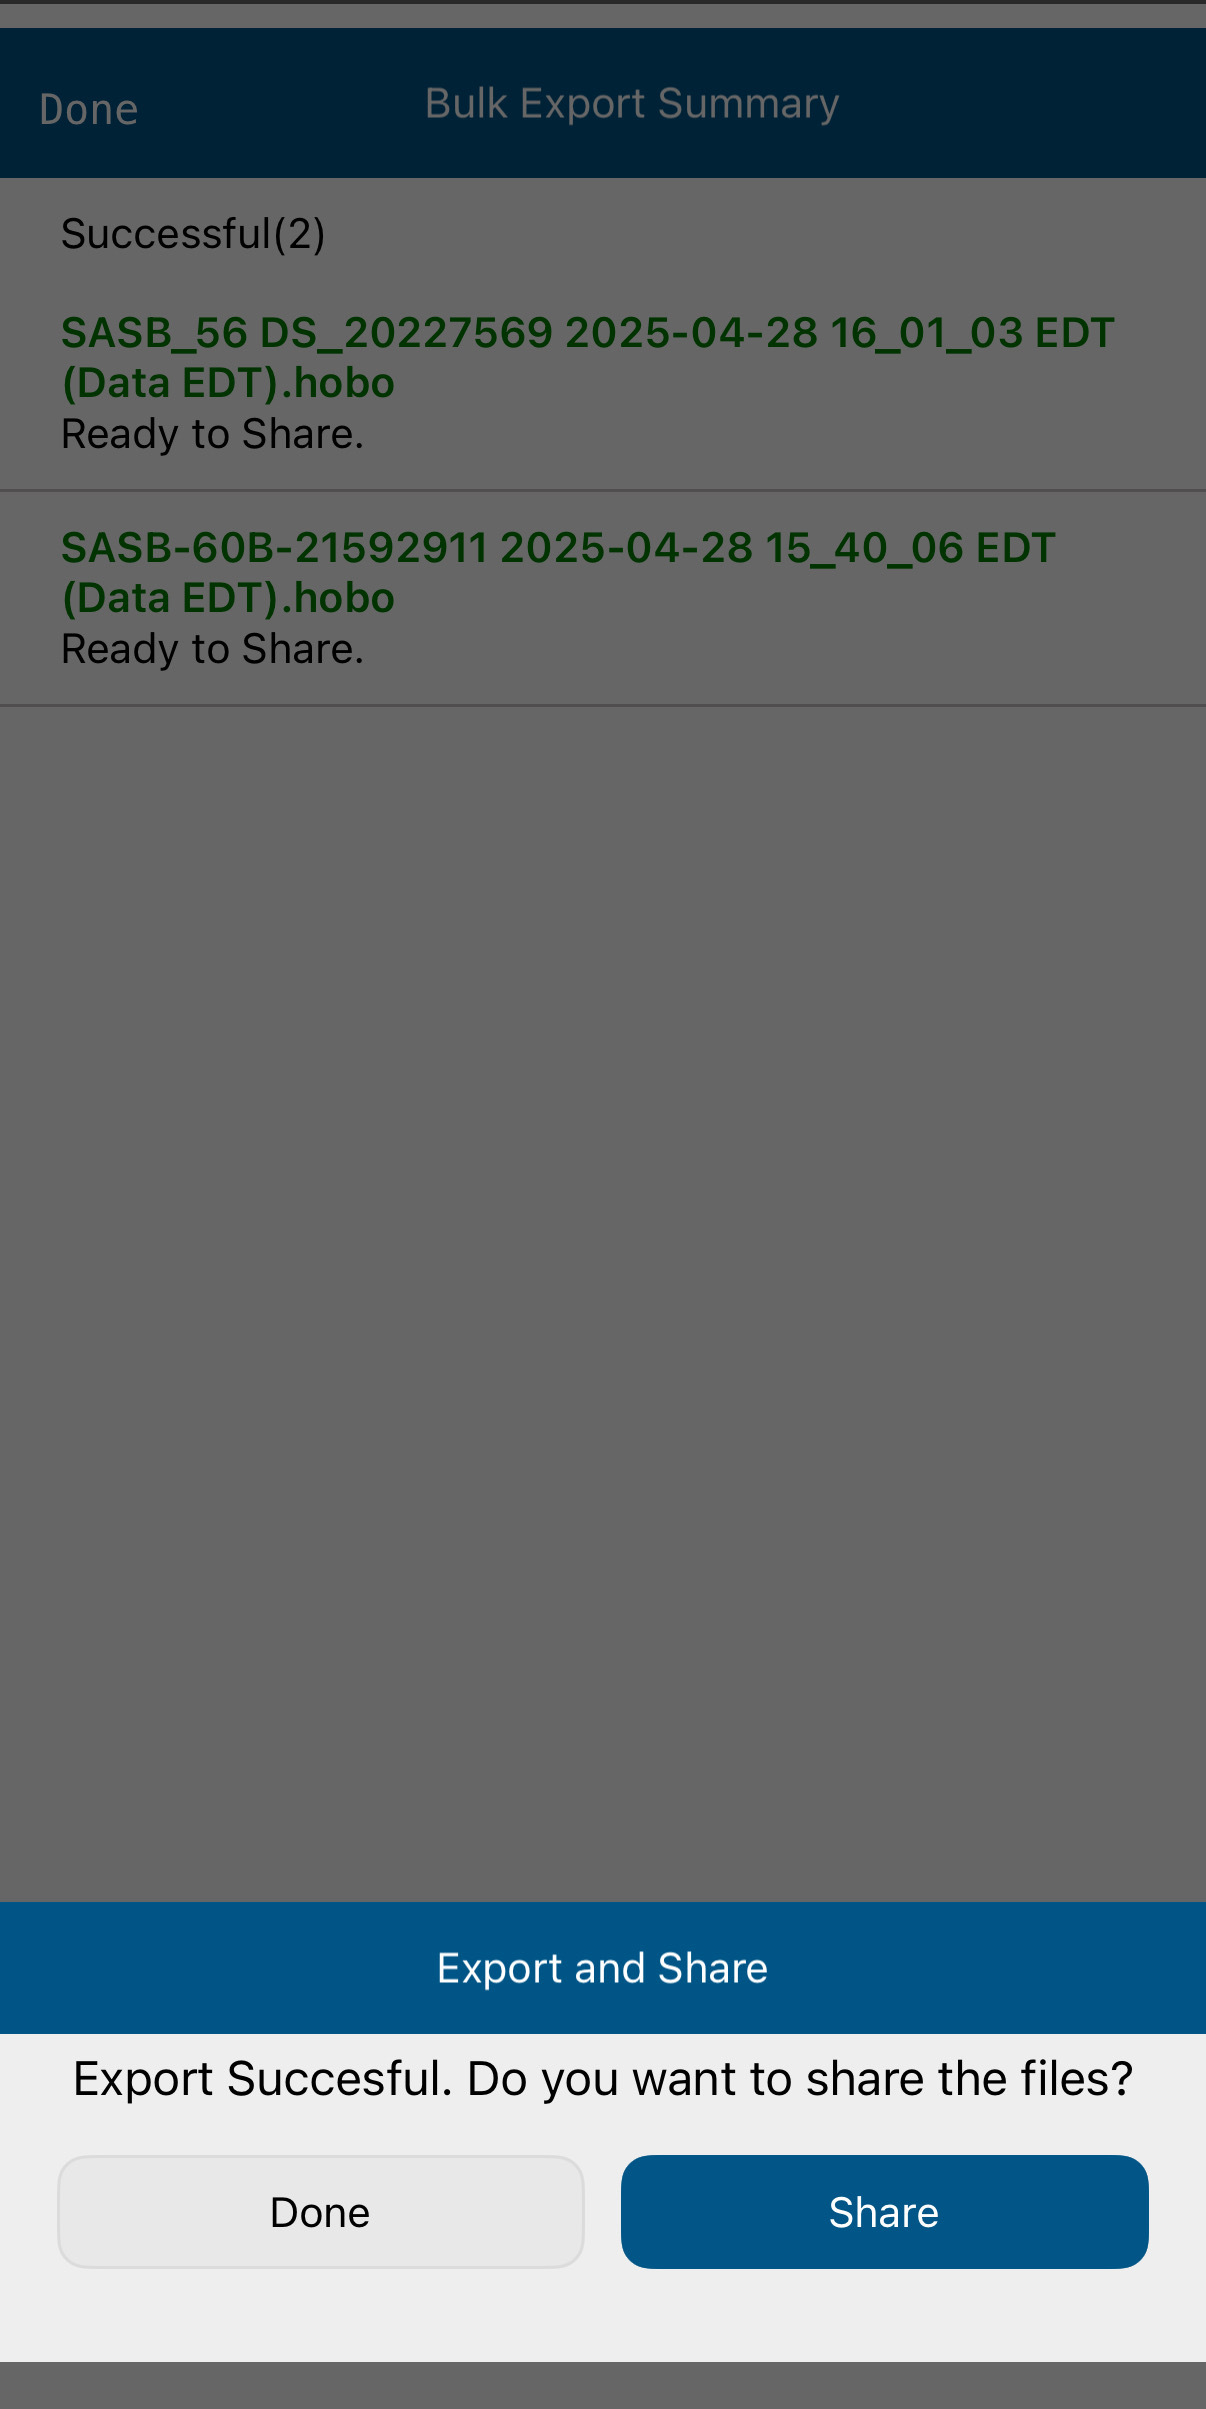 Done
Bulk Export Summary
Successful(2)
SASB_56 DS_20227569 2025-04-28 16_01_03 EDT
(Data EDT).hobo
Ready to Share.
SASB-60B-21592911 2025-04-28 15_40_06 EDT
(Data EDT).hobo
Ready to Share.
Export and Share
Export Succesful. Do you want to share the files?
Done
Share